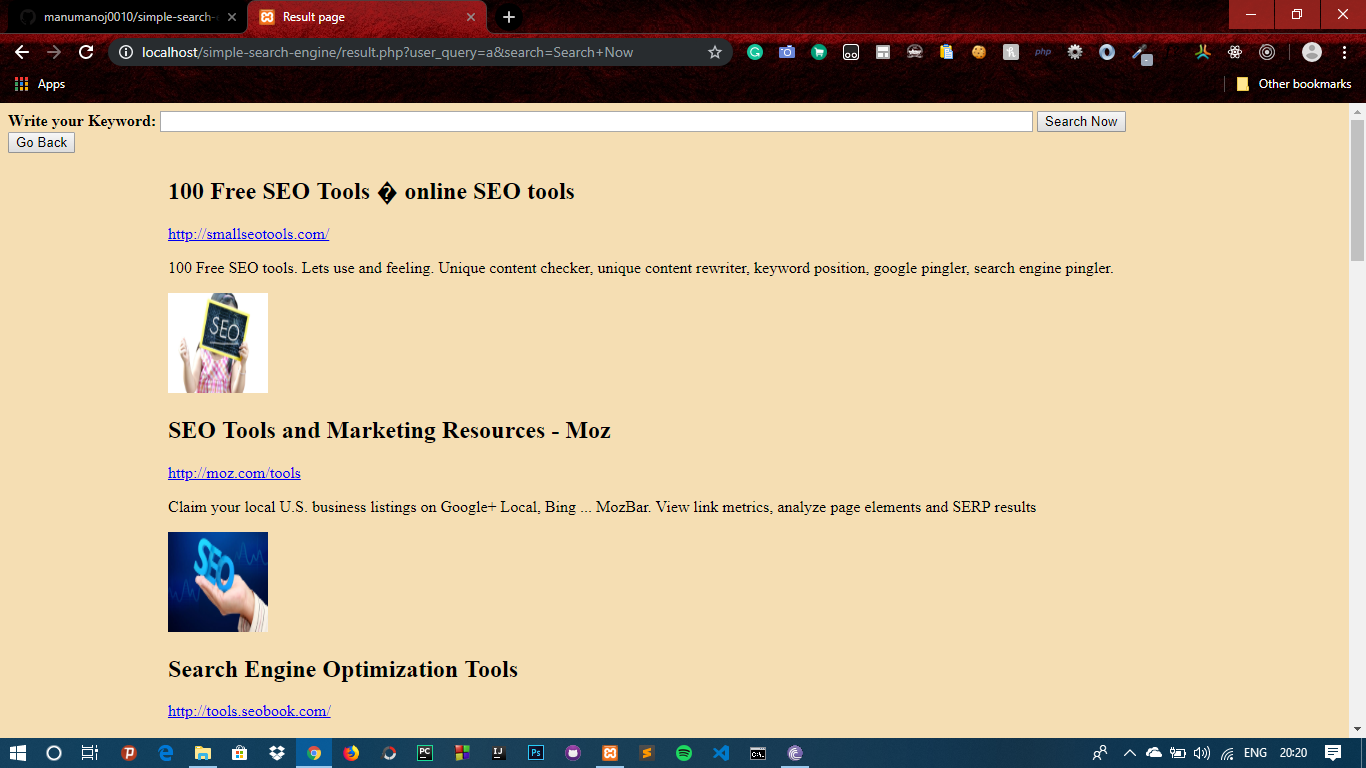 manumanoj0010/simple-search-
Result page
localhost/simple-search-engine/result.php?user_query=a&search=Search+Now
php
Apps
Other bookmarks
Write your Keyword:
Search Now
Go Back
100 Free SEO Tools � online SEO tools
http://smallseotools.com/
100 Free SEO tools. Lets use and feeling. Unique content checker, unique content rewriter, keyword position, google pingler, search engine pingler.
SEO
SEO Tools and Marketing Resources - Moz
http://moz.com/tools
Claim your local U.S. business listings on Google+ Local, Bing ... MozBar. View link metrics, analyze page elements and SERP results
SEO
Search Engine Optimization Tools
http://tools.seobook.com/
PC
IJ
Ps
C:\.
ENG
20:20